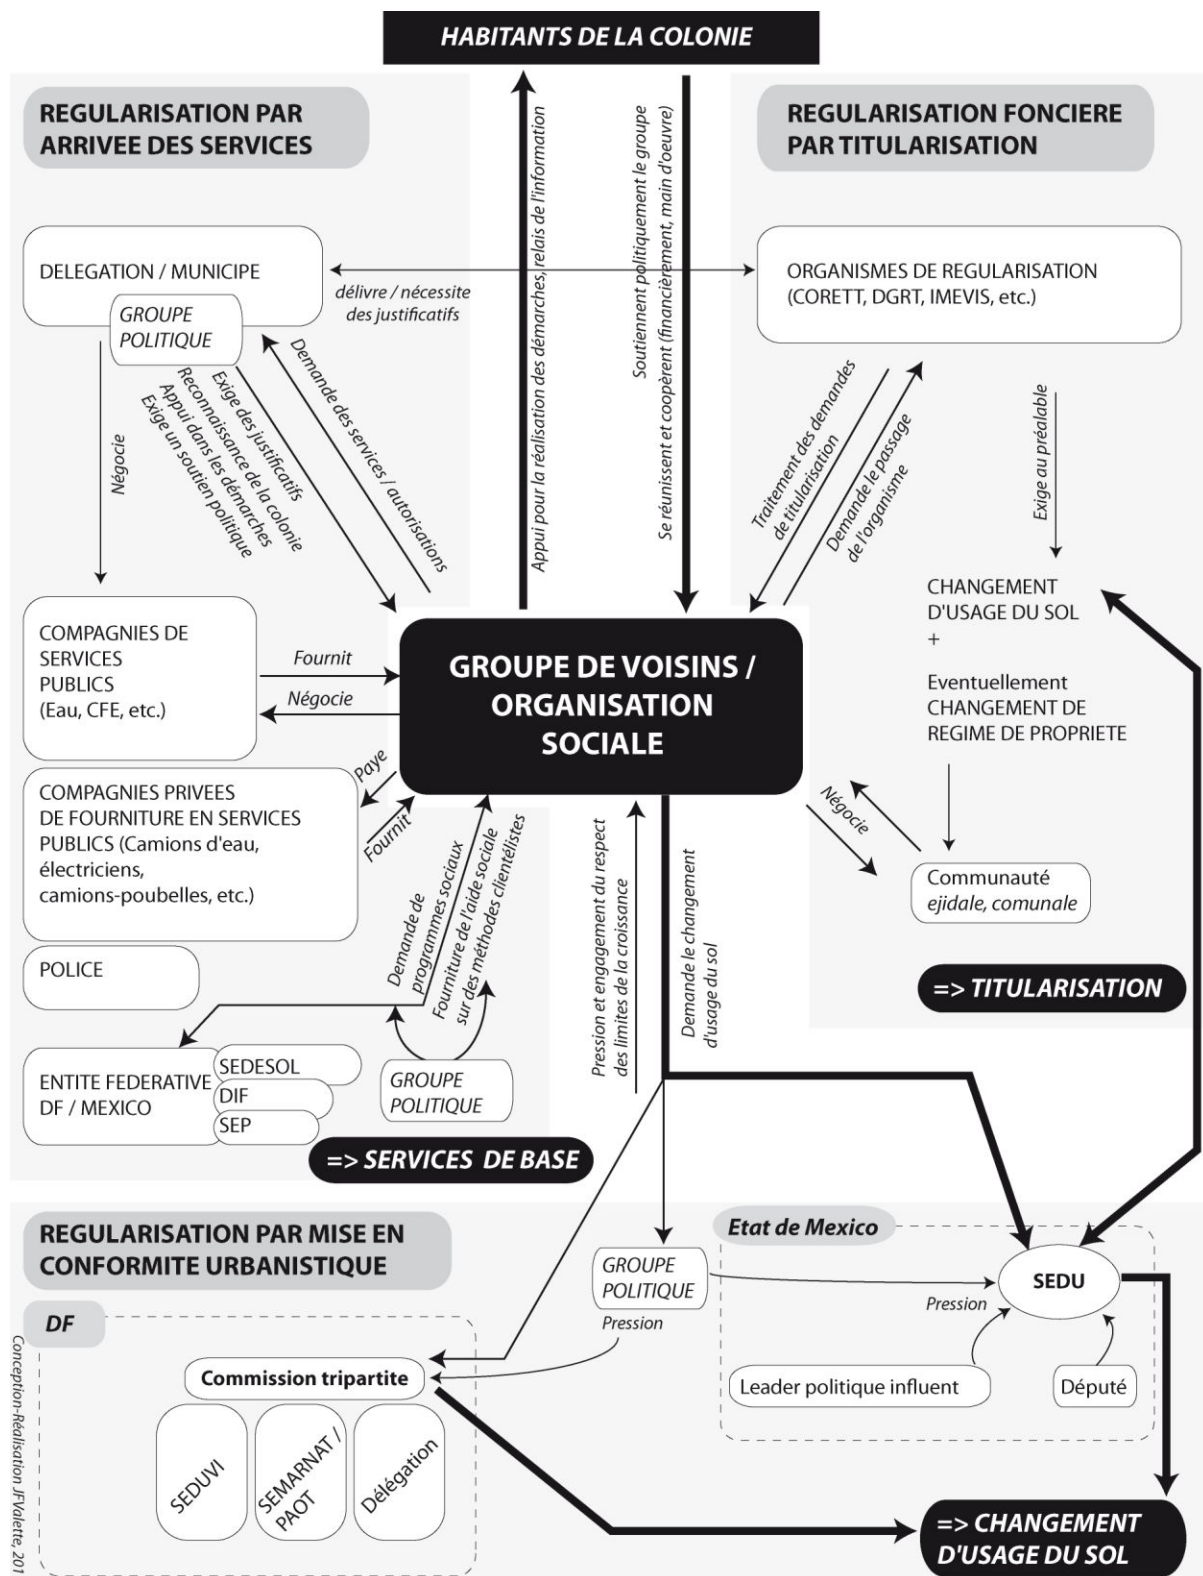 HABITANTS DE LA COLONIE
REGULARISATION PAR
ARRIVEE DES SERVICES
REGULARISATION FONCIERE
PAR TITULARISATION
Appui pour la réalisation des démarches, relais de l'information
Soutiennent politiquement le groupe
Se réunissent et coopèrent (financièrement, main d'oeuvre)
DELEGATION / MUNICIPE
GROUPE
POLITIQUE
délivre / nécessite
des justificatifs
ORGANISMES DE REGULARISATION
(CORETT, DGRT, IMEVIS, etc.)
Négocie
Demande des services / autorisations
Exige des justificatifs
Reconnaissance de la colonie
Appui dans les démarches
Exige un soutien politique
Traitement des demandes
de titularisation
Demande le passage
de l'organisme
Exige au préalable
CHANGEMENT
D'USAGE DU SOL
+
Eventuellement
CHANGEMENT DE
REGIME DE PROPRIETE
COMPAGNIES DE
SERVICES
PUBLICS
(Eau, CFE, etc.)
Fournit
Négocie
GROUPE DE VOISINS /
ORGANISATION
SOCIALE
Paye
Fournit
COMPAGNIES PRIVEES
DE FOURNITURE EN SERVICES
PUBLICS (Camions d'eau,
électriciens,
camions-poubelles, etc.)
Négocie
Communauté
ejidale, comunale
POLICE
Demande de
programmes sociaux
Fourniture de l'aide sociale
sur des méthodes clientélistes
Pression et engagement du respect
des limites de la croissance
Demande le changement
d'usage du sol
=> TITULARISATION
ENTITE FEDERATIVE
DF / MEXICO
SEDESOL
DIF
SEP
GROUPE
POLITIQUE
=> SERVICES DE BASE
REGULARISATION PAR MISE EN
CONFORMITE URBANISTIQUE
Etat de Mexico
GROUPE
POLITIQUE
Pression
SEDU
Pression
DF
Commission tripartite
Leader politique influent
Député
SEDUVI
SEMARNAT /
PAOT
Délégation
=> CHANGEMENT
D'USAGE DU SOL
Conception-Réalisation JFValette, 201